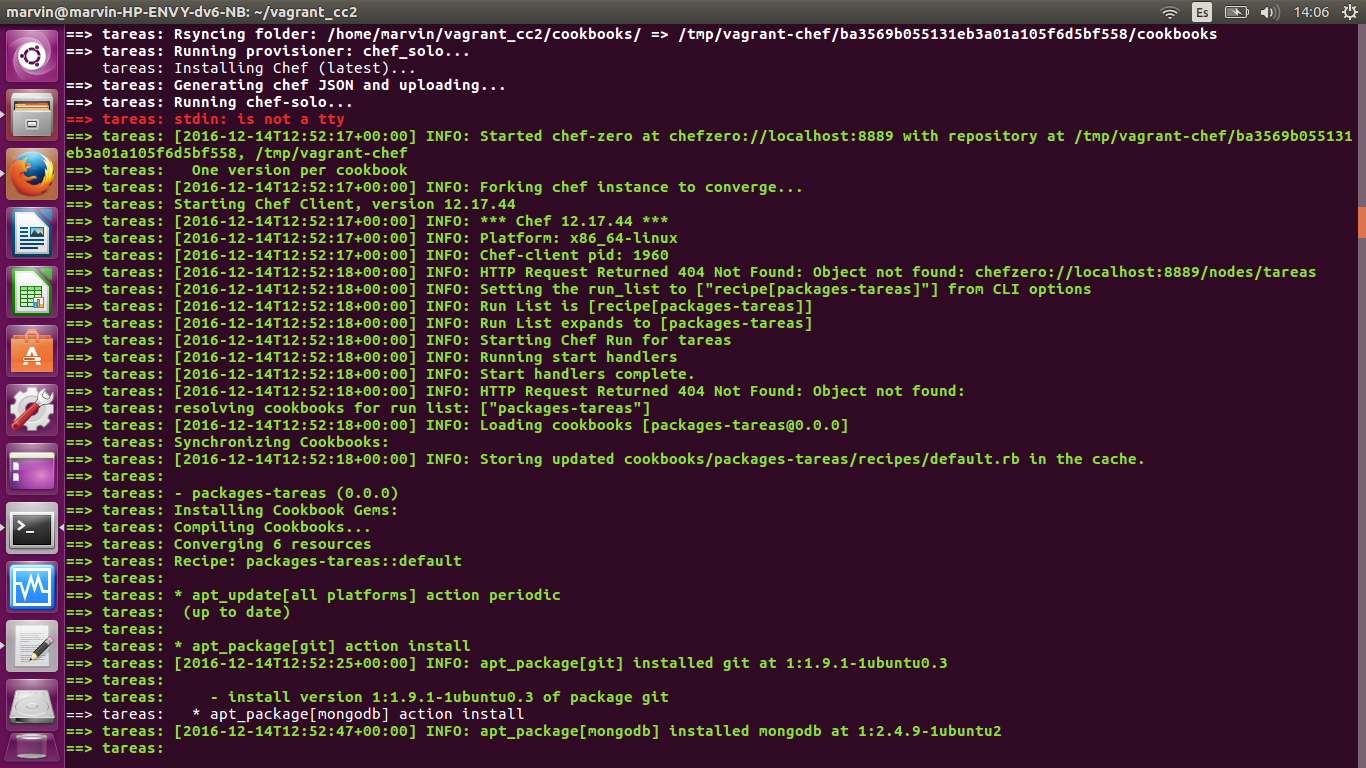 marvin@marvin-HP-ENVY-dv6-NB: ~/vagrant_cc2
Es
14:06
==> tareas: Rsyncing folder: /home/marvin/vagrant_cc2/cookbooks/ => /tmp/vagrant-chef/ba3569b055131eb3a01a105f6d5bf558/cookbooks
==> tareas: Running provisioner: chef_solo...
    tareas: Installing Chef (latest)...
==> tareas: Generating chef JSON and uploading...
==> tareas: Running chef-solo...
==> tareas: stdin: is not a tty
==> tareas: [2016-12-14T12:52:17+00:00] INFO: Started chef-zero at chefzero://localhost:8889 with repository at /tmp/vagrant-chef/ba3569b055131
eb3a01a105f6d5bf558, /tmp/vagrant-chef
==> tareas:   One version per cookbook
==> tareas: [2016-12-14T12:52:17+00:00] INFO: Forking chef instance to converge...
==> tareas: Starting Chef Client, version 12.17.44
==> tareas: [2016-12-14T12:52:17+00:00] INFO: *** Chef 12.17.44 ***
==> tareas: [2016-12-14T12:52:17+00:00] INFO: Platform: x86_64-linux
==> tareas: [2016-12-14T12:52:17+00:00] INFO: Chef-client pid: 1960
==> tareas: [2016-12-14T12:52:18+00:00] INFO: HTTP Request Returned 404 Not Found: Object not found: chefzero://localhost:8889/nodes/tareas
==> tareas: [2016-12-14T12:52:18+00:00] INFO: Setting the run_list to ["recipe[packages-tareas]"] from CLI options
==> tareas: [2016-12-14T12:52:18+00:00] INFO: Run List is [recipe[packages-tareas]]
==> tareas: [2016-12-14T12:52:18+00:00] INFO: Run List expands to [packages-tareas]
==> tareas: [2016-12-14T12:52:18+00:00] INFO: Starting Chef Run for tareas
==> tareas: [2016-12-14T12:52:18+00:00] INFO: Running start handlers
==> tareas: [2016-12-14T12:52:18+00:00] INFO: Start handlers complete.
==> tareas: [2016-12-14T12:52:18+00:00] INFO: HTTP Request Returned 404 Not Found: Object not found:
==> tareas: resolving cookbooks for run list: ["packages-tareas"]
==> tareas: [2016-12-14T12:52:18+00:00] INFO: Loading cookbooks [packages-tareas@0.0.0]
==> tareas: Synchronizing Cookbooks:
==> tareas: [2016-12-14T12:52:18+00:00] INFO: Storing updated cookbooks/packages-tareas/recipes/default.rb in the cache.
==> tareas:
==> tareas: - packages-tareas (0.0.0)
==> tareas: Installing Cookbook Gems:
==> tareas: Compiling Cookbooks...
==> tareas: Converging 6 resources
==> tareas: Recipe: packages-tareas::default
==> tareas:
==> tareas: * apt_update[all platforms] action periodic
==> tareas:  (up to date)
==> tareas:
==> tareas: * apt_package[git] action install
==> tareas: [2016-12-14T12:52:25+00:00] INFO: apt_package[git] installed git at 1:1.9.1-1ubuntu0.3
==> tareas:
==> tareas:     - install version 1:1.9.1-1ubuntu0.3 of package git
==> tareas:   * apt_package[mongodb] action install
==> tareas: [2016-12-14T12:52:47+00:00] INFO: apt_package[mongodb] installed mongodb at 1:2.4.9-1ubuntu2
==> tareas: